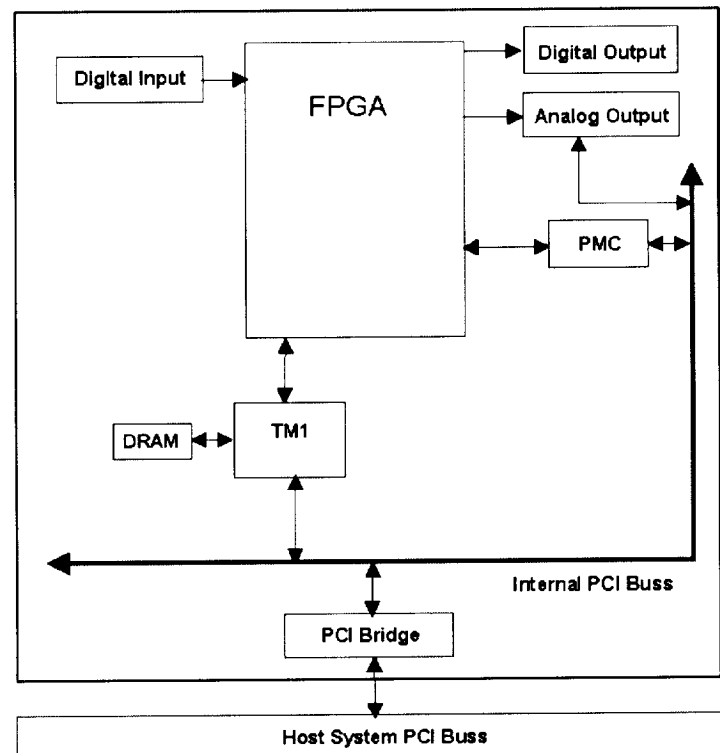 Digital Input
FPGA
Digital Output
Analog Output
PMC
DRAM
TM1
Internal PCI Buss
PCI Bridge
Host System PCI Buss